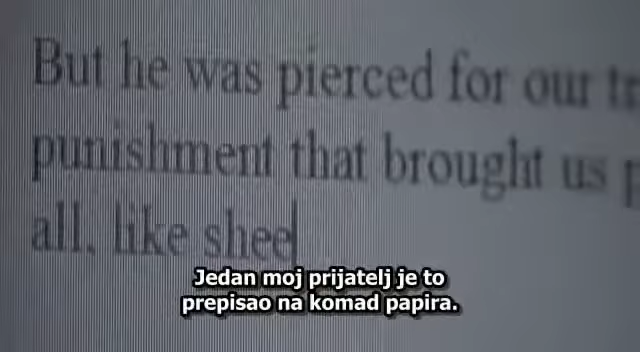 But he was pierced for our
punishment that brought us
all, like shee
Jedan moj prijatelj je to
prepisao na komad papira.